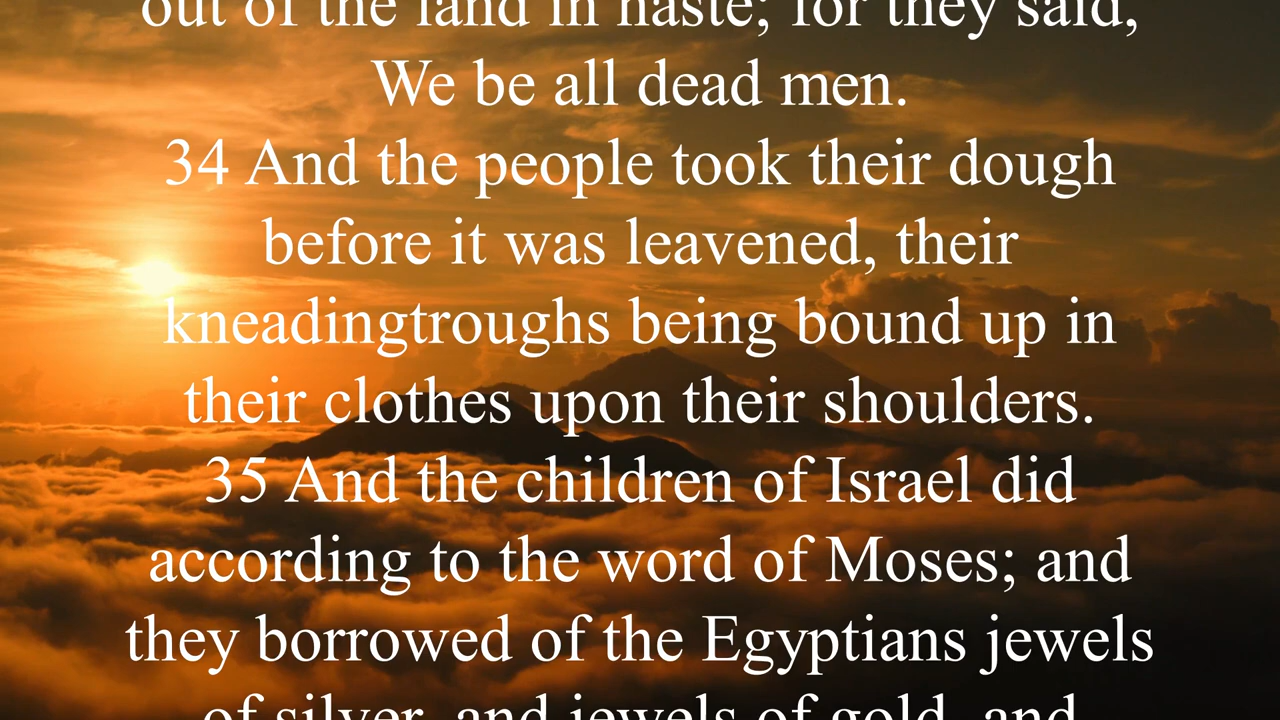 out of the land in haste; for they said,
We be all dead men.
34 And the people took their dough
before it was leavened, their
kneadingtroughs being bound up in
their clothes upon their shoulders.
35 And the children of Israel did
according to the word of Moses; and
they borrowed of the Egyptians jewels
of silver, and jewels of gold, and